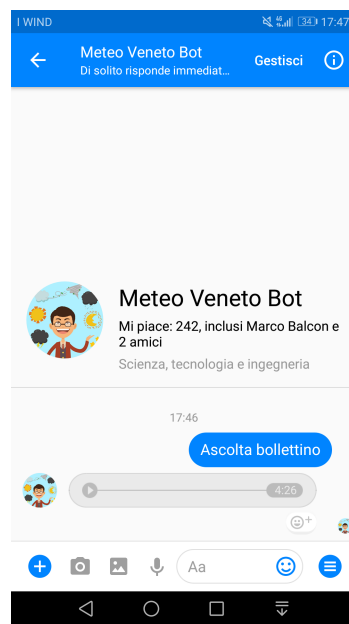 I WIND
4G
34
17:47
Meteo Veneto Bot
Di solito risponde immediat...
Gestisci
Meteo Veneto Bot
Mi piace: 242, inclusi Marco Balcon e
2 amici
Scienza, tecnologia e ingegneria
17:46
Ascolta bollettino
4:26
Aa